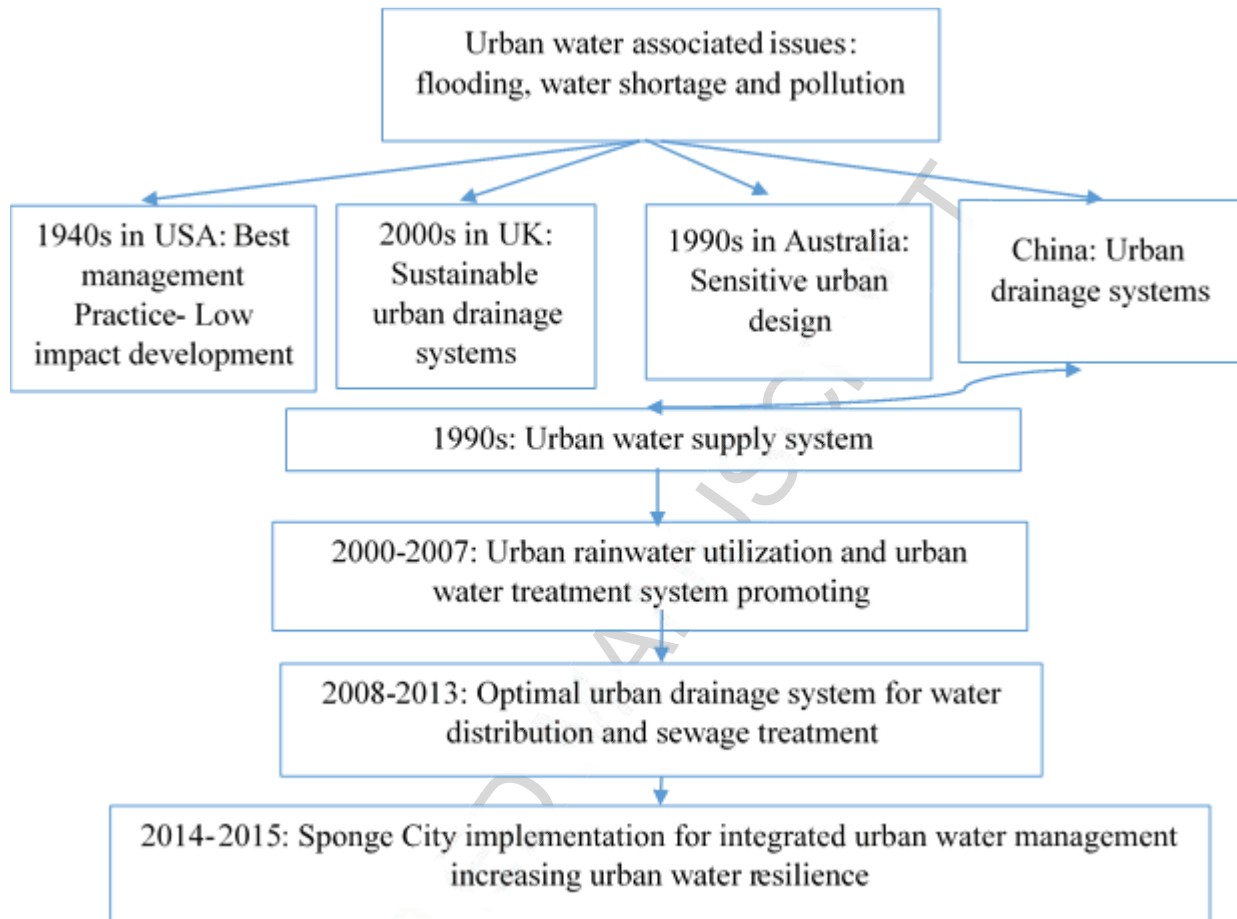 Urban water associated issues:
flooding, water shortage and pollution
1940s in USA: Best
management
Practice- Low
impact development
2000s in UK:
Sustainable
urban drainage
systems
1990s in Australia:
Sensitive urban
design
China: Urban
drainage systems
1990s: Urban water supply system
2000-2007: Urban rainwater utilization and urban
water treatment system promoting
2008-2013: Optimal urban drainage system for water
distribution and sewage treatment
2014-2015: Sponge City implementation for integrated urban water management
increasing urban water resilience